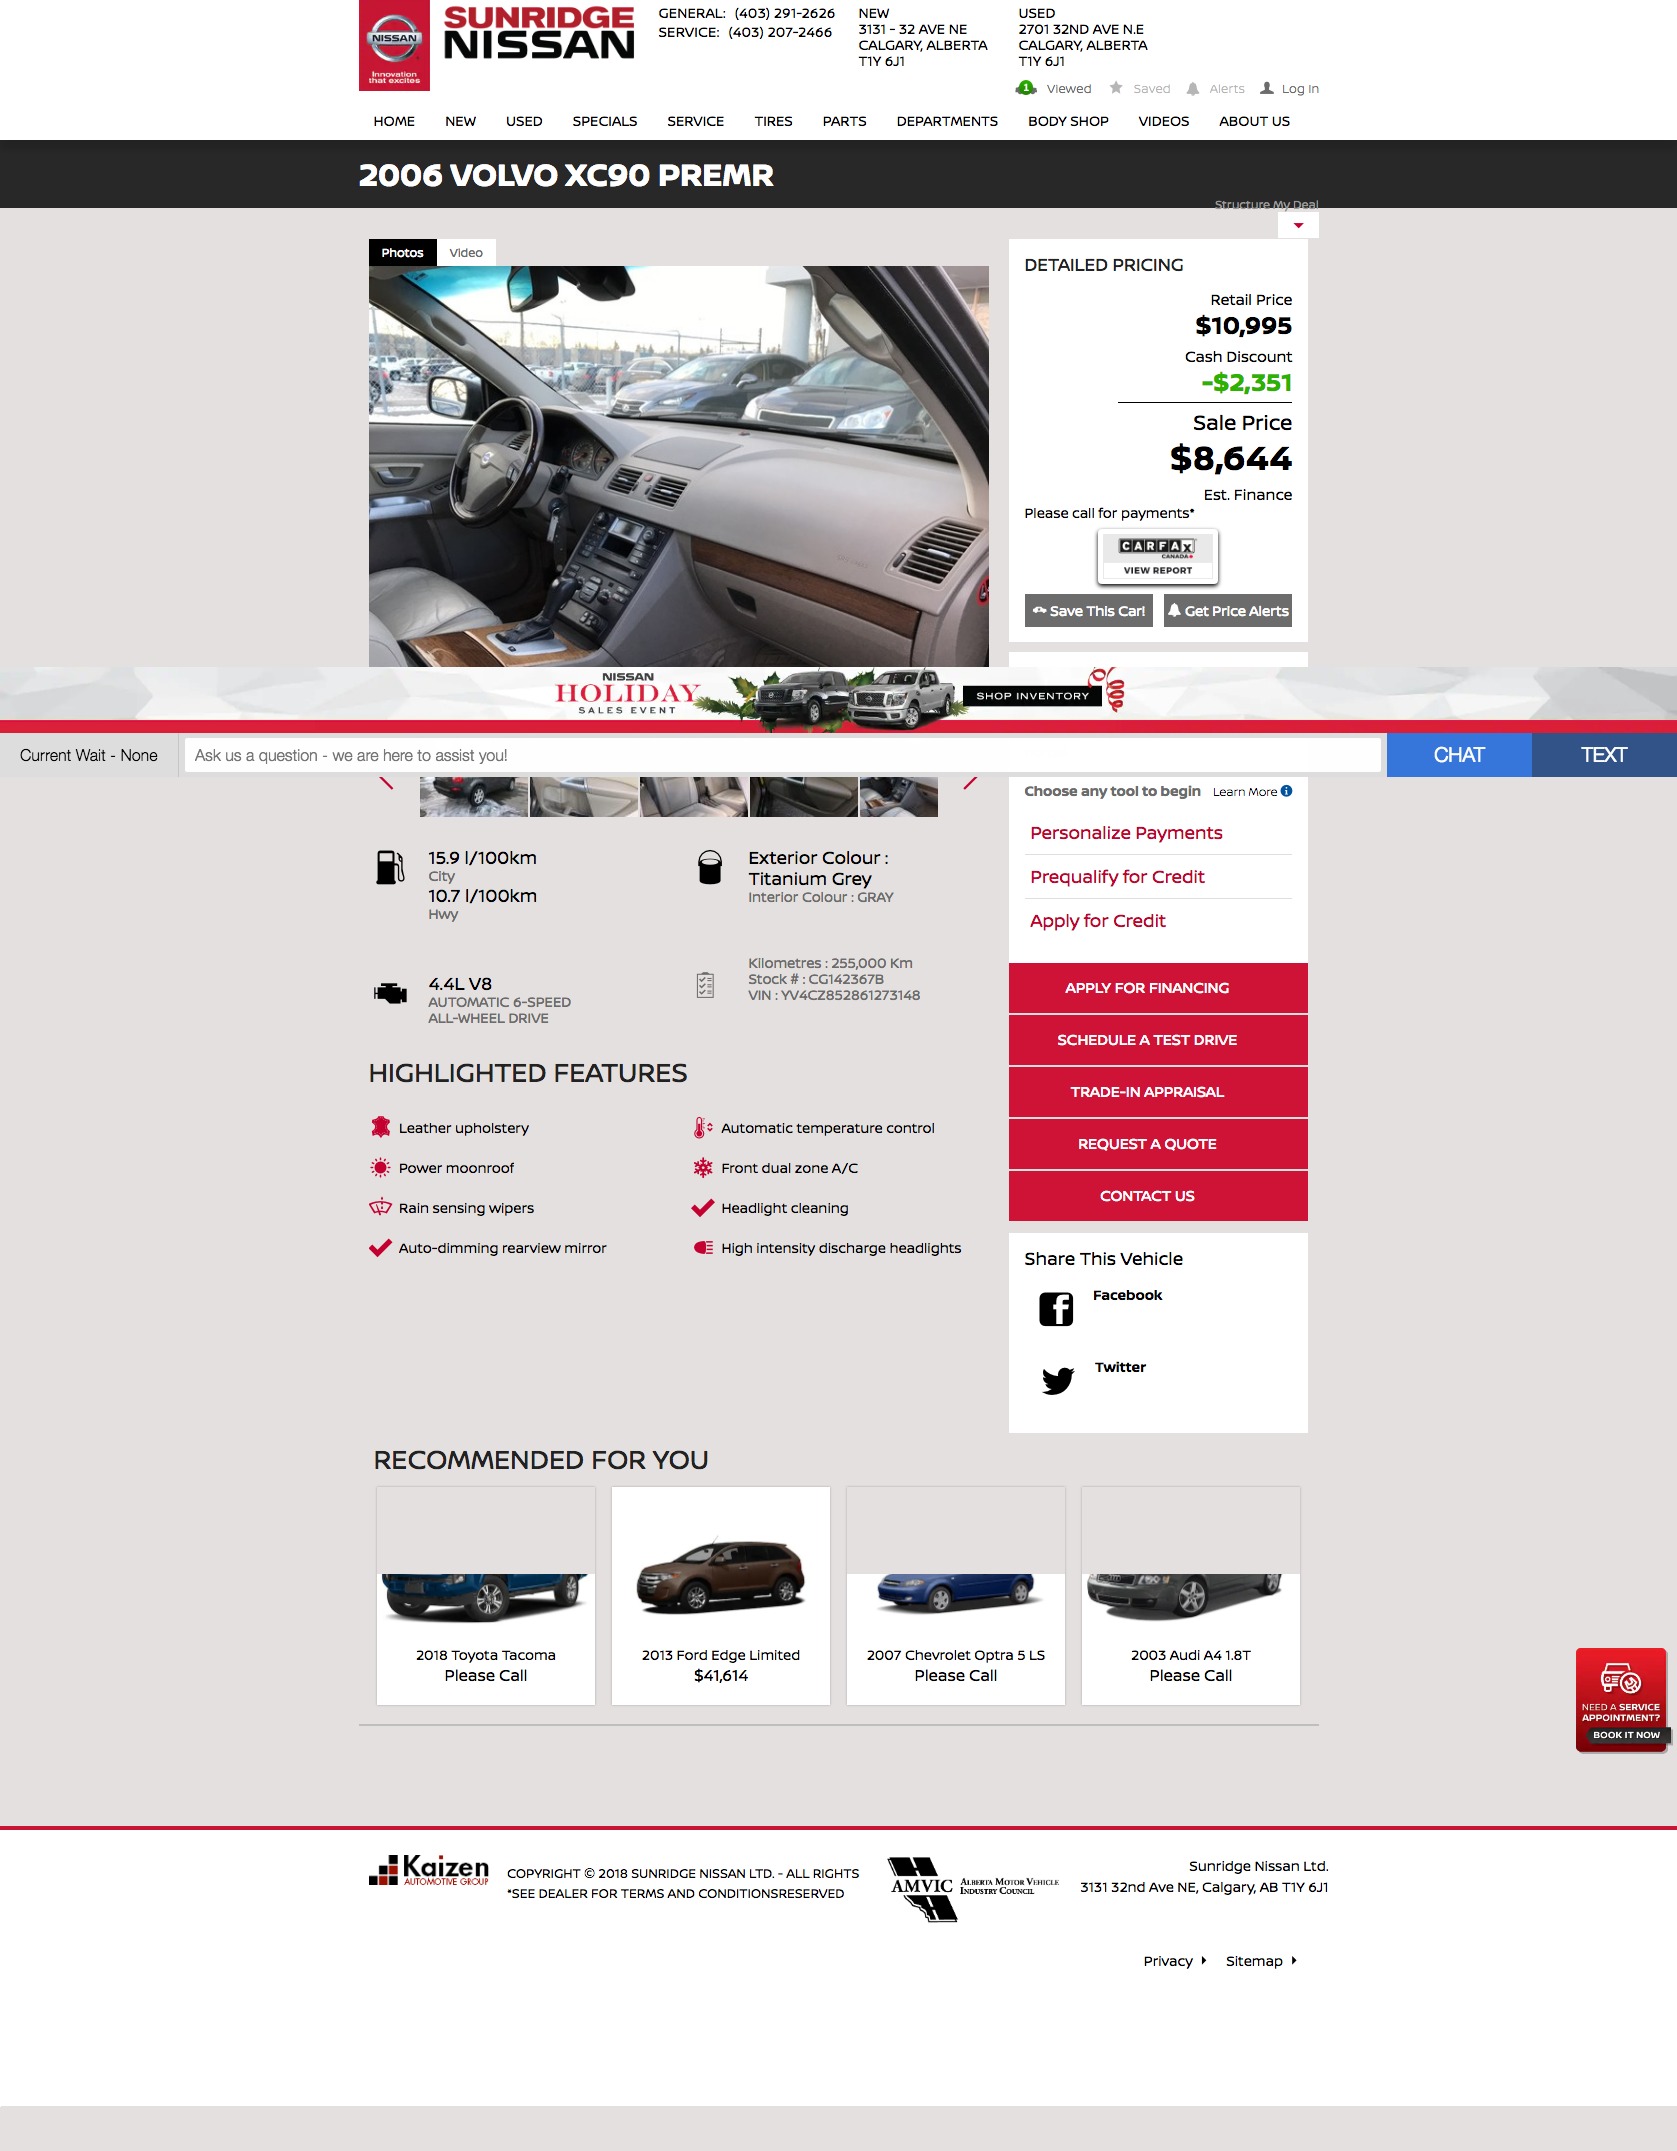 NISSAN
Innovation
that excites
SUNRIDGE
NISSAN
GENERAL: (403) 291-2626
SERVICE: (403) 207-2466
NEW
3131 - 32 AVE NE
CALGARY, ALBERTA
T1Y 6J1
USED
2701 32ND AVE N.E
CALGARY, ALBERTA
T1Y 6J1
1 Viewed Saved Alerts Log In
HOME NEW USED SPECIALS SERVICE TIRES PARTS DEPARTMENTS BODY SHOP VIDEOS ABOUT US
2006 VOLVO XC90 PREMR
Structure My Deal
Photos Video
DETAILED PRICING
Retail Price
$10,995
Cash Discount
-$2,351
Sale Price
$8,644
Est. Finance
Please call for payments*
CARFAX
CANADA
VIEW REPORT
Save This Car! Get Price Alerts
NISSAN
HOLIDAY
SALES EVENT
SHOP INVENTORY
Current Wait - None
Ask us a question - we are here to assist you!
CHAT TEXT
Choose any tool to begin Learn More
Personalize Payments
Prequalify for Credit
Apply for Credit
15.9 l/100km
City
10.7 l/100km
Hwy
Exterior Colour :
Titanium Grey
Interior Colour : GRAY
4.4L V8
AUTOMATIC 6-SPEED
ALL-WHEEL DRIVE
Kilometres : 255,000 Km
Stock # : CG142367B
VIN : YV4CZ852861273148
APPLY FOR FINANCING
SCHEDULE A TEST DRIVE
TRADE-IN APPRAISAL
REQUEST A QUOTE
CONTACT US
HIGHLIGHTED FEATURES
Leather upholstery
Automatic temperature control
Power moonroof
Front dual zone A/C
Rain sensing wipers
Headlight cleaning
Auto-dimming rearview mirror
High intensity discharge headlights
Share This Vehicle
Facebook
Twitter
RECOMMENDED FOR YOU
2018 Toyota Tacoma
Please Call
2013 Ford Edge Limited
$41,614
2007 Chevrolet Optra 5 LS
Please Call
2003 Audi A4 1.8T
Please Call
NEED A SERVICE
APPOINTMENT?
BOOK IT NOW
Kaizen
AUTOMOTIVE GROUP
COPYRIGHT © 2018 SUNRIDGE NISSAN LTD. - ALL RIGHTS
*SEE DEALER FOR TERMS AND CONDITIONSRESERVED
AMVIC
ALBERTA MOTOR VEHICLE
INDUSTRY COUNCIL
Sunridge Nissan Ltd.
3131 32nd Ave NE, Calgary, AB T1Y 6J1
Privacy Sitemap